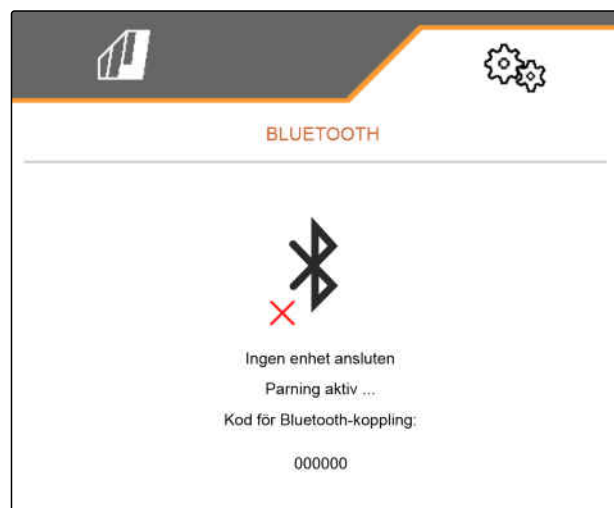 BLUETOOTH
Ingen enhet ansluten
Parning aktiv ...
Kod för Bluetooth-koppling:
000000